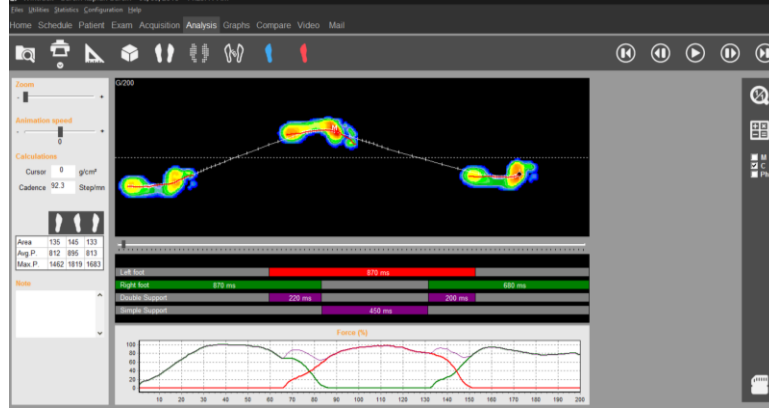 Files Utilities Statistics Configuration Help
Home Schedule Patient Exam Acquisition Analysis Graphs Compare Video Mail
Zoom
- +
Animation speed
- +
0
Calculations
Cursor 0 g/cm²
Cadence 92.3 Step/mn
Area 135 145 133
Avg.P. 812 895 813
Max.P. 1462 1819 1683
Note
G/200
M
C
Ph
Left foot 870 ms
Right foot 870 ms 680 ms
Double Support 220 ms 200 ms
Simple Support 450 ms
Force (%)
100
80
60
40
20
0
10 20 30 40 50 60 70 80 90 100 110 120 130 140 150 160 170 180 190 200